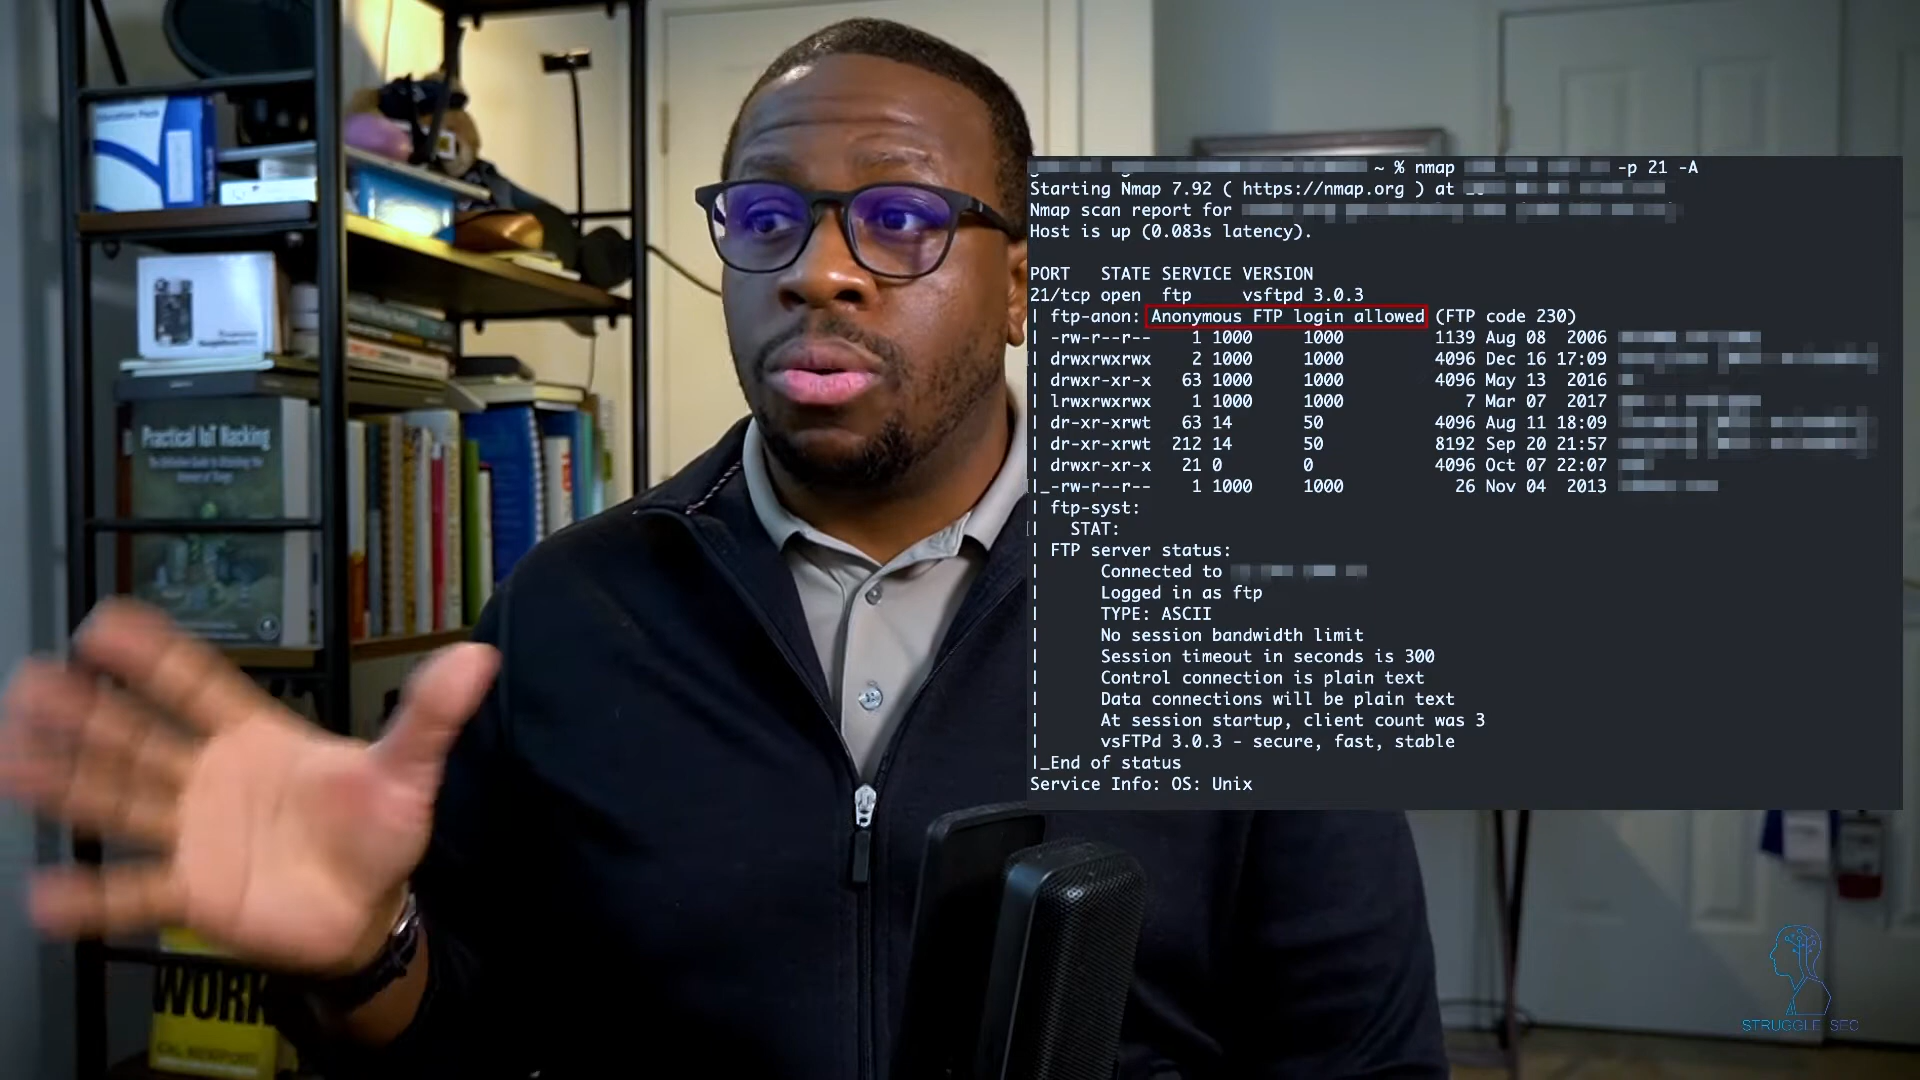 ~ % nmap -p 21 -A
Starting Nmap 7.92 ( https://nmap.org ) at
Nmap scan report for
Host is up (0.083s latency).
PORT   STATE SERVICE VERSION
21/tcp open  ftp     vsftpd 3.0.3
| ftp-anon: Anonymous FTP login allowed (FTP code 230)
| -rw-r--r--    1 1000     1000         1139 Aug 08  2006
| drwxrwxrwx    2 1000     1000         4096 Dec 16 17:09
| drwxr-xr-x   63 1000     1000         4096 May 13  2016
| lrwxrwxrwx    1 1000     1000            7 Mar 07  2017
| dr-xr-xrwt   63 14       50           4096 Aug 11 18:09
| dr-xr-xrwt  212 14       50           8192 Sep 20 21:57
| drwxr-xr-x   21 0        0            4096 Oct 07 22:07
|_-rw-r--r--    1 1000     1000           26 Nov 04  2013
| ftp-syst:
|   STAT:
| FTP server status:
|      Connected to
|      Logged in as ftp
|      TYPE: ASCII
|      No session bandwidth limit
|      Session timeout in seconds is 300
|      Control connection is plain text
|      Data connections will be plain text
|      At session startup, client count was 3
|      vsFTPd 3.0.3 - secure, fast, stable
|_End of status
Service Info: OS: Unix
Practical IoT Hacking
The Definitive Guide to Attacking the
Internet of Things
WORK
STRUGGLE SEC